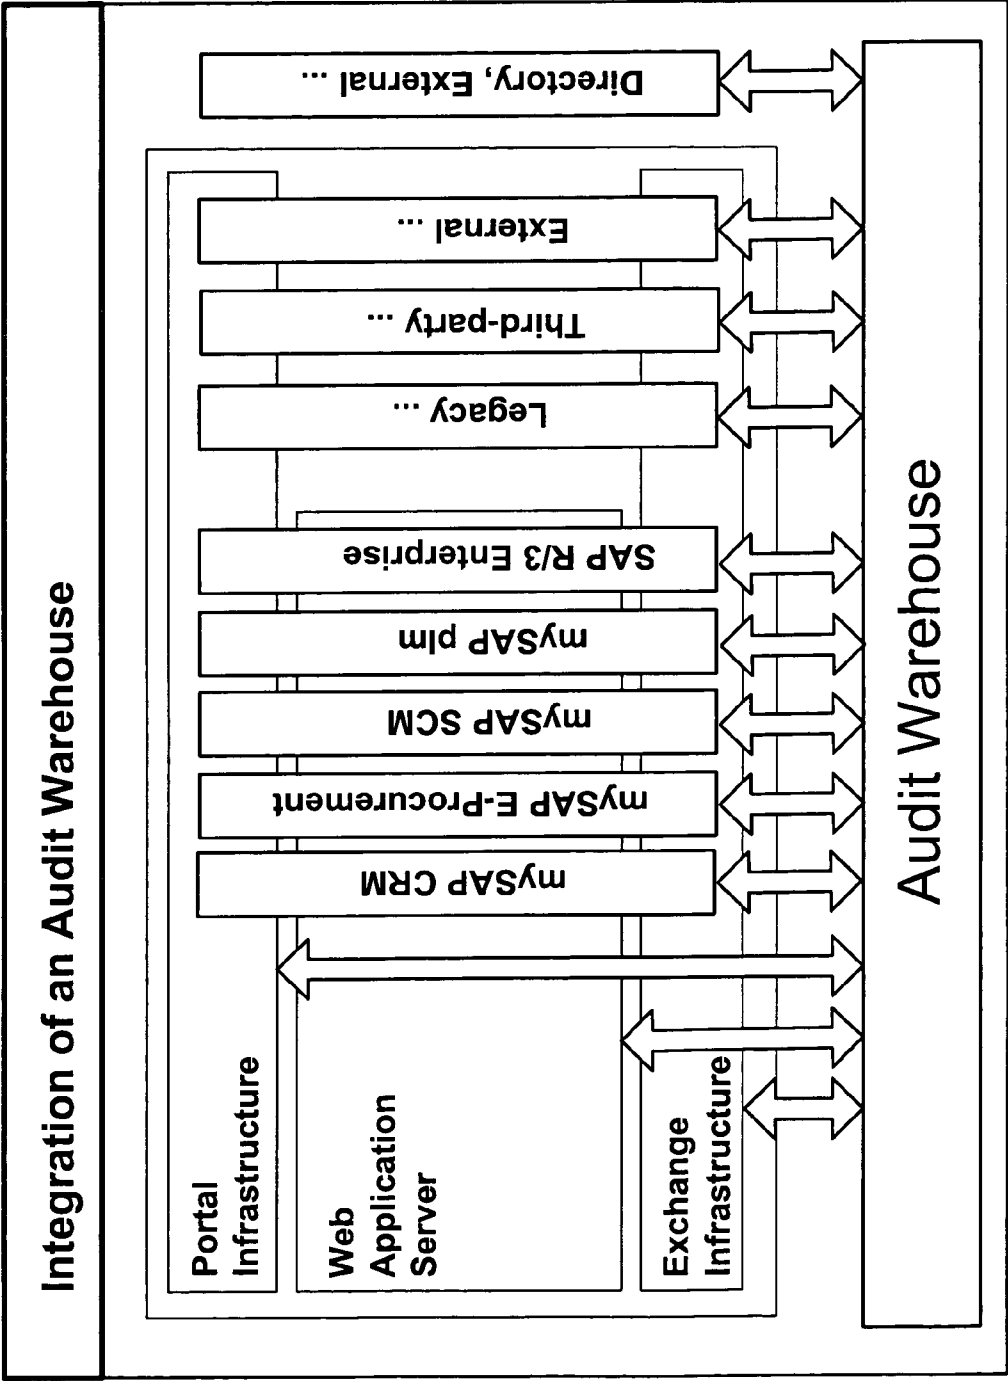 Integration of an Audit Warehouse
Portal
Infrastructure
Web
Application
Server
Exchange
Infrastructure
mySAP CRM
mySAP E-Procurement
mySAP SCM
mySAP plm
SAP R/3 Enterprise
Legacy ...
Third-party ...
External ...
Directory, External ...
Audit Warehouse